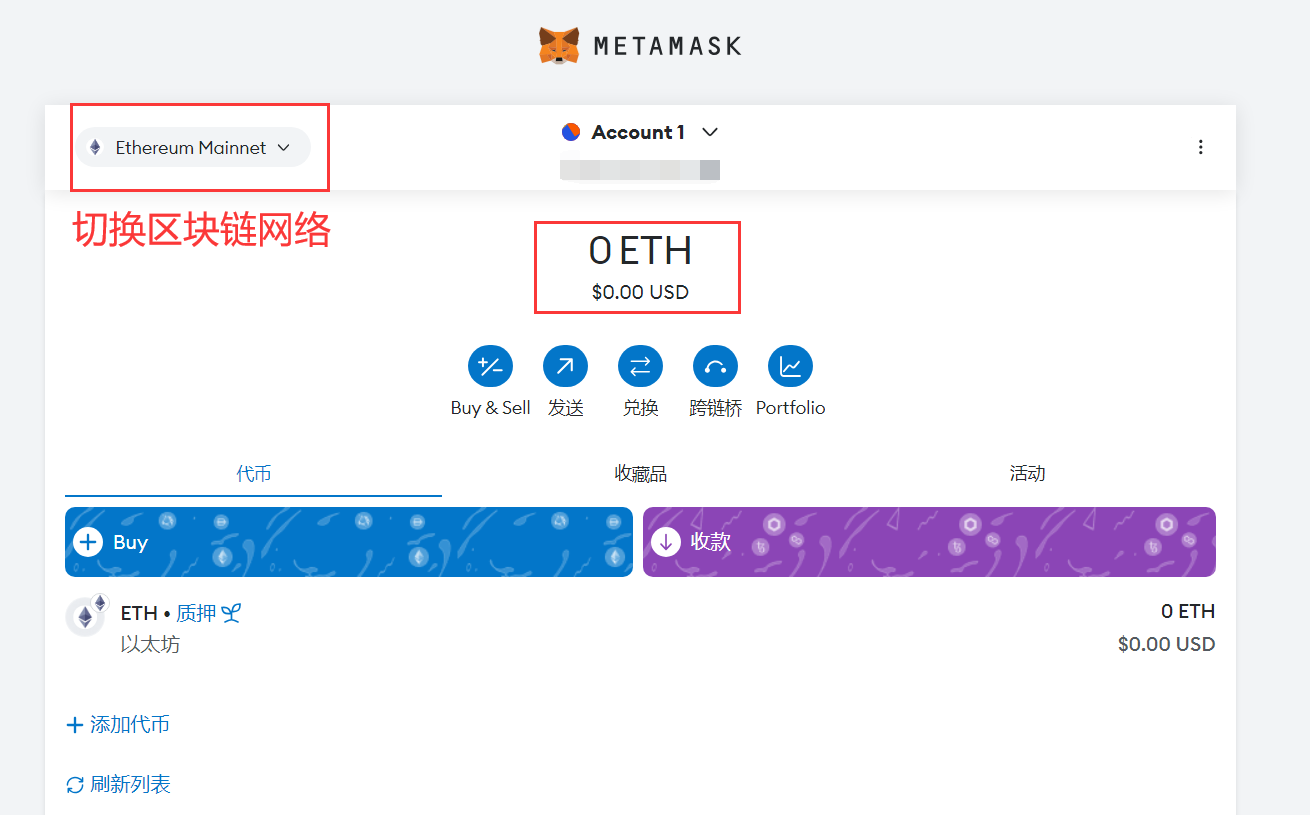 METAMASK
Ethereum Mainnet
Account 1
切换区块链网络
0 ETH
$0.00 USD
Buy & Sell
发送
兑换
跨链桥
Portfolio
代币
收藏品
活动
Buy
收款
ETH • 质押
0 ETH
以太坊
$0.00 USD
添加代币
刷新列表